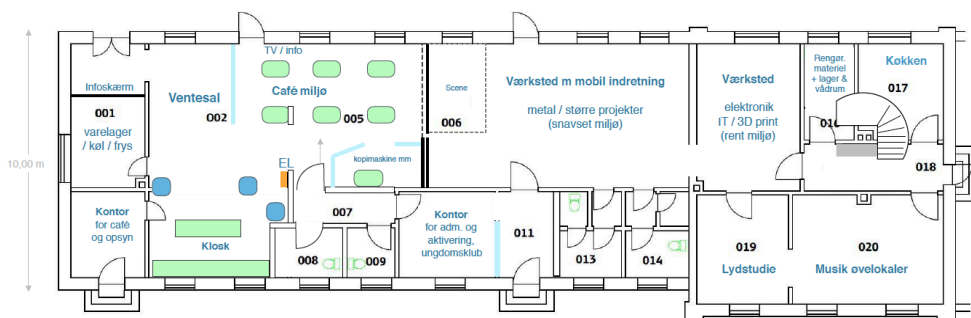 TV / info
Infoskærm
Ventesal
002
Café miljø
005
001
varelager
/ køl / frys
Scene
006
Værksted m mobil indretning
metal / større projekter
(snavset miljø)
Værksted
elektronik
IT / 3D print
(rent miljø)
Rengør.
materiel
+ lager &
vådrum
Køkken
017
018
10,00 m
EL
kopimaskine mm
Kontor
for café
og opsyn
Klosk
007
008
009
Kontor
for adm. og
aktivering,
ungdomsklub
011
013
014
019
Lydstudie
020
Musik øvelokaler